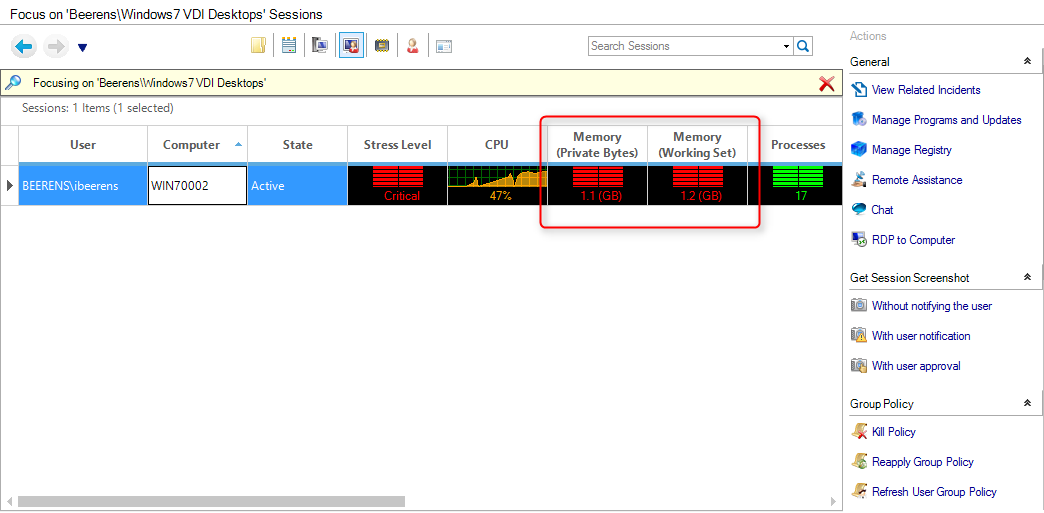 Focus on 'Beerens\Windows7 VDI Desktops' Sessions
Search Sessions
Focusing on 'Beerens\Windows7 VDI Desktops'
Sessions: 1 Items (1 selected)
User
Computer
State
Stress Level
CPU
Memory
(Private Bytes)
Memory
(Working Set)
Processes
BEERENS\ibeerens
WIN70002
Active
Critical
47%
1.1 (GB)
1.2 (GB)
17
Actions
General
View Related Incidents
Manage Programs and Updates
Manage Registry
Remote Assistance
Chat
RDP to Computer
Get Session Screenshot
Without notifying the user
With user notification
With user approval
Group Policy
Kill Policy
Reapply Group Policy
Refresh User Group Policy